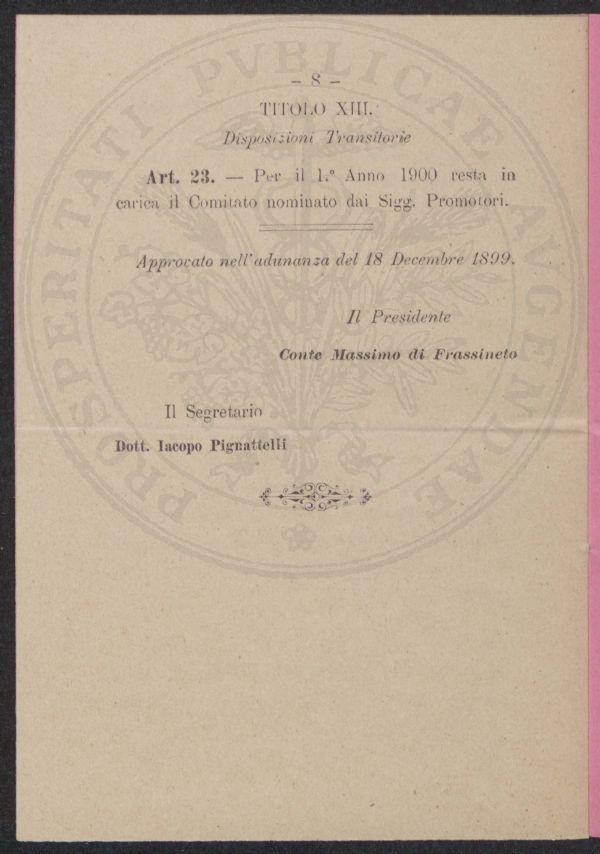 – 8 –
TITOLO XIII.
Disposizioni Transitorie
Art. 23. — Per il 1.° Anno 1900 resta in
carica il Comitato nominato dai Sigg. Promotori.
Approvato nell'adunanza del 18 Decembre 1899.
Il Presidente
Conte Massimo di Frassineto
Il Segretario
Dott. Iacopo Pignattelli
PROSPERITATI PVBLICAE AVGENDAE